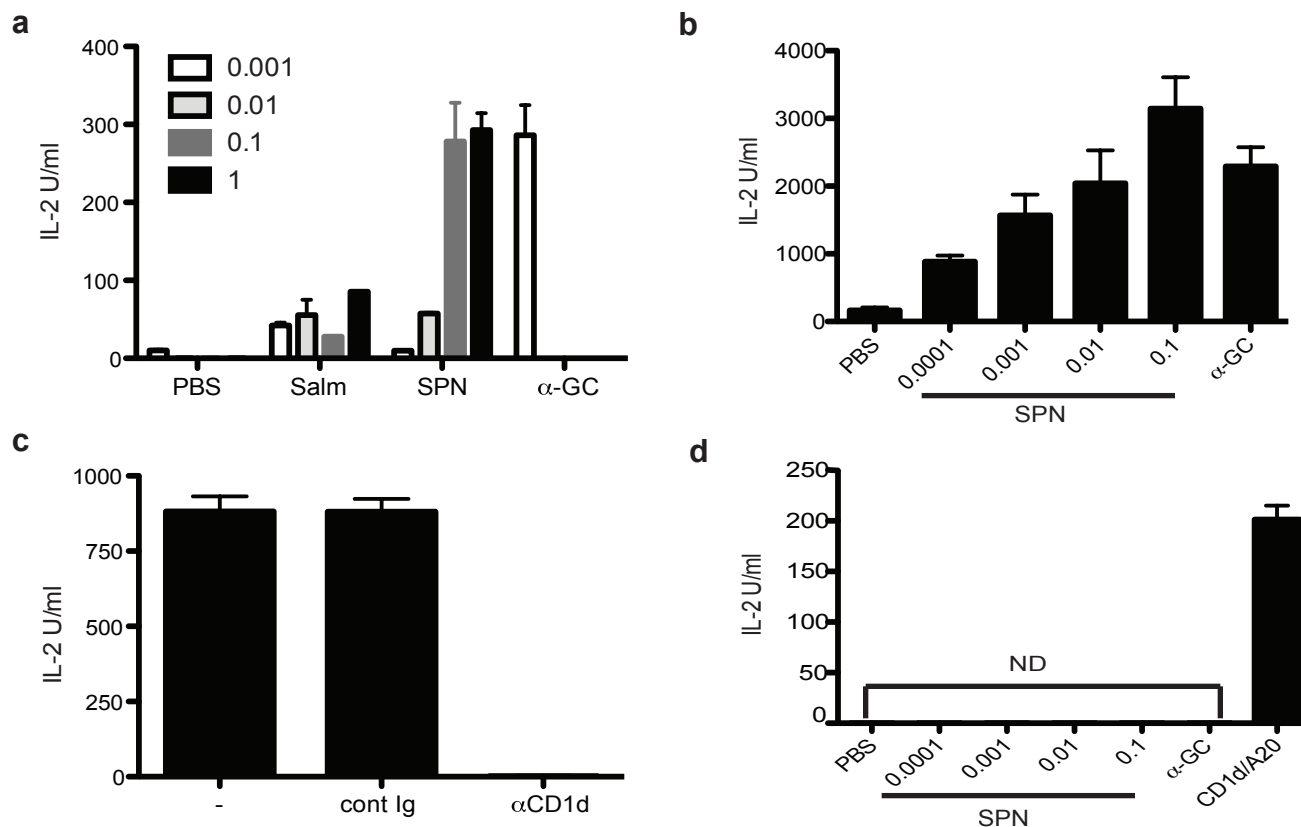 a
IL-2 U/ml
400
300
200
100
0
0.001
0.01
0.1
1
PBS Salm SPN α-GC
b
IL-2 U/ml
4000
3000
2000
1000
0
PBS 0.0001 0.001 0.01 0.1 α-GC
SPN
c
IL-2 U/ml
1000
750
500
250
0
- cont Ig αCD1d
d
IL-2 U/ml
250
200
150
100
50
0
ND
PBS 0.0001 0.001 0.01 0.1 α-GC CD1d/A20
SPN